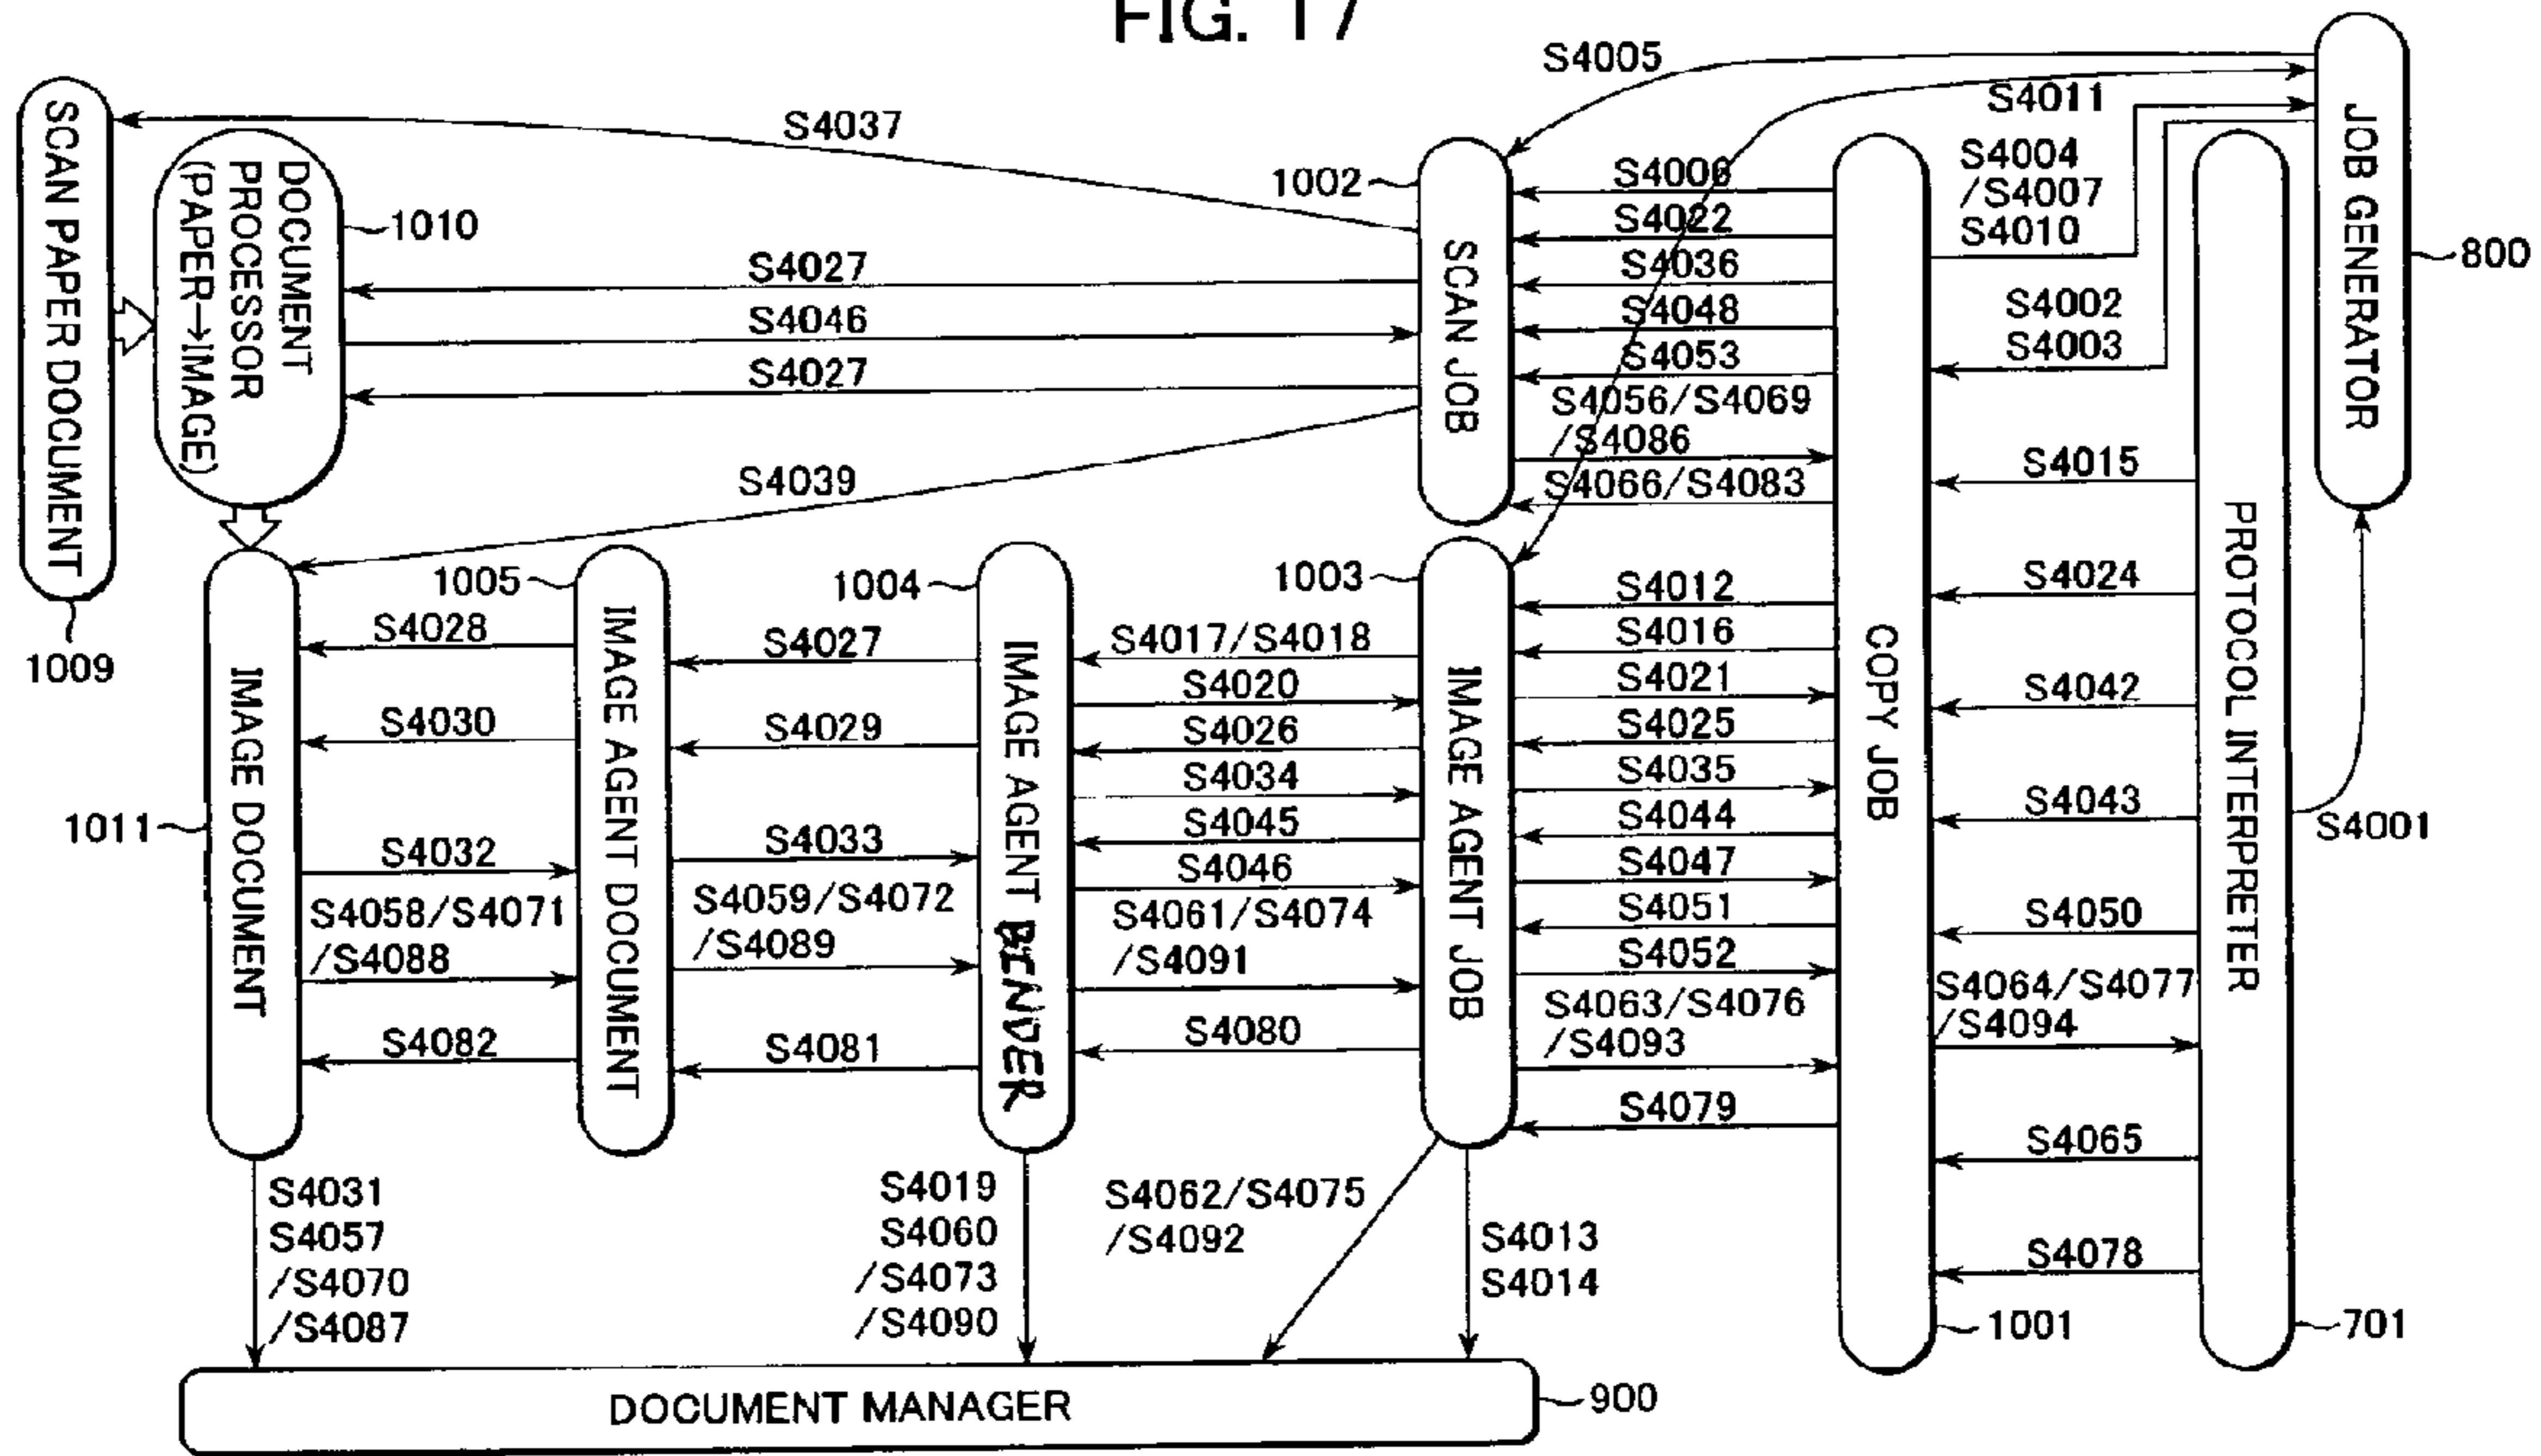 FIG. 17
S4005
S4011
S4037
SCAN PAPER DOCUMENT
1009
DOCUMENT
PROCESSOR
(PAPER→IMAGE)
1010
S4027
S4046
S4027
S4039
1002
SCAN JOB
S4006
S4022
S4036
S4048
S4053
S4056/S4069
/S4086
S4066/S4083
S4004
/S4007
S4010
S4002
S4003
JOB GENERATOR
800
S4015
S4024
S4042
S4043
S4050
S4064/S4077
/S4094
S4065
S4078
S4001
PROTOCOL INTERPRETER
701
COPY JOB
1001
1003
IMAGE AGENT JOB
S4012
S4016
S4021
S4025
S4035
S4044
S4047
S4051
S4052
S4063/S4076
/S4093
S4079
1004
IMAGE AGENT BENDER
S4017/S4018
S4020
S4026
S4034
S4045
S4046
S4061/S4074
/S4091
S4080
1005
IMAGE AGENT DOCUMENT
S4027
S4029
S4033
S4059/S4072
/S4089
S4081
1011
IMAGE DOCUMENT
S4028
S4030
S4032
S4058/S4071
/S4088
S4082
S4031
S4057
/S4070
/S4087
S4019
S4060
/S4073
/S4090
S4062/S4075
/S4092
S4013
S4014
DOCUMENT MANAGER
900